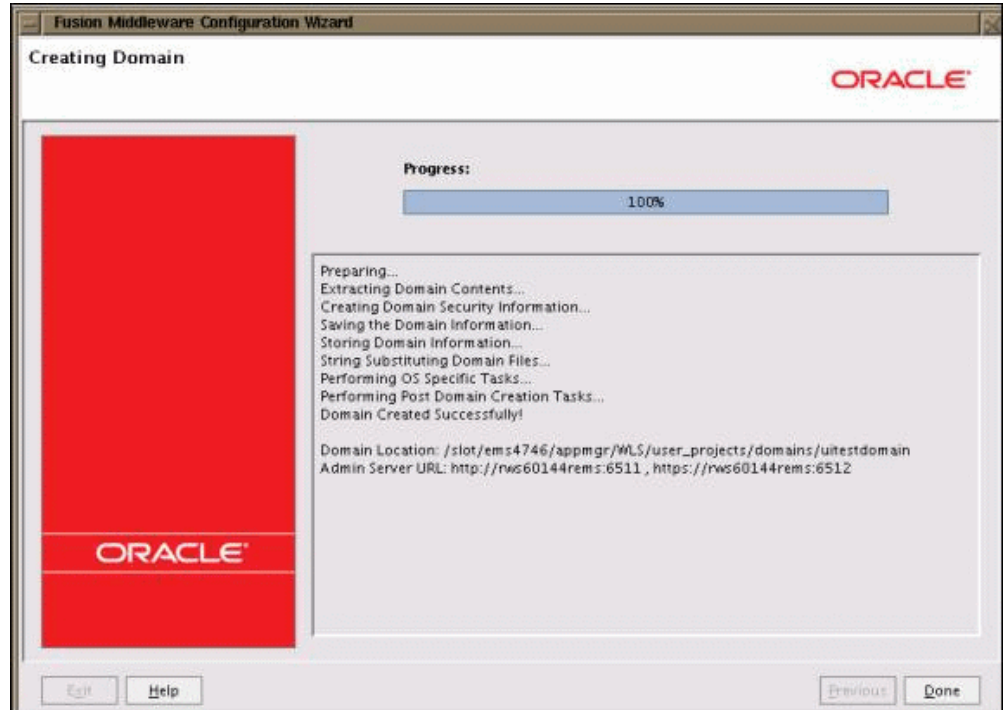 Fusion Middleware Configuration Wizard
Creating Domain
ORACLE
Progress:
100%
Preparing...
Extracting Domain Contents...
Creating Domain Security Information...
Saving the Domain Information...
Storing Domain Information...
String Substituting Domain Files...
Performing OS Specific Tasks...
Performing Post Domain Creation Tasks...
Domain Created Successfully!
Domain Location: /slot/ems4746/appmgr/WLS/user_projects/domains/uitestdomain
Admin Server URL: http://rws60144rems:6511 , https://rws60144rems:6512
ORACLE
Exit
Help
Previous
Done